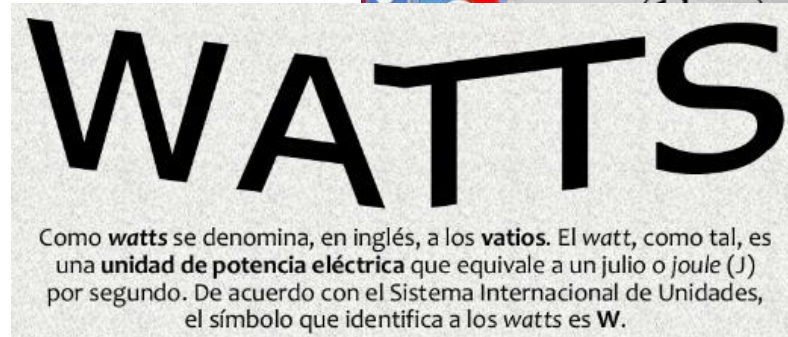 WATTS
Como watts se denomina, en inglés, a los vatios. El watt, como tal, es
una unidad de potencia eléctrica que equivale a un julio o joule (J)
por segundo. De acuerdo con el Sistema Internacional de Unidades,
el símbolo que identifica a los watts es W.